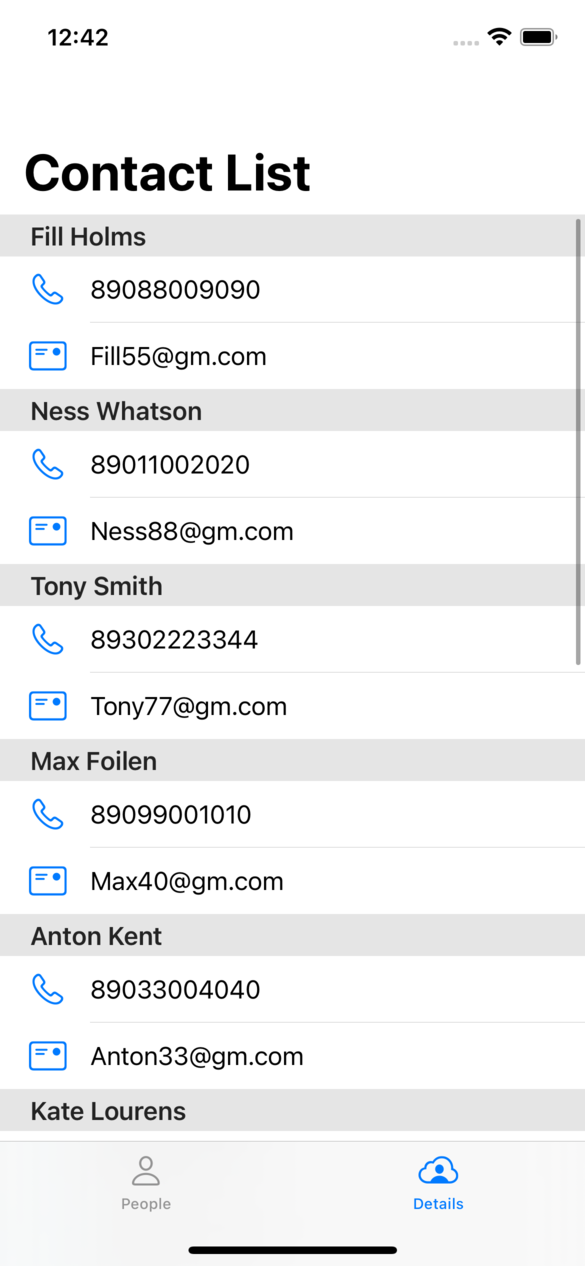 12:42
Contact List
Fill Holms
89088009090
Fill55@gm.com
Ness Whatson
89011002020
Ness88@gm.com
Tony Smith
89302223344
Tony77@gm.com
Max Foilen
89099001010
Max40@gm.com
Anton Kent
89033004040
Anton33@gm.com
Kate Lourens
People Details